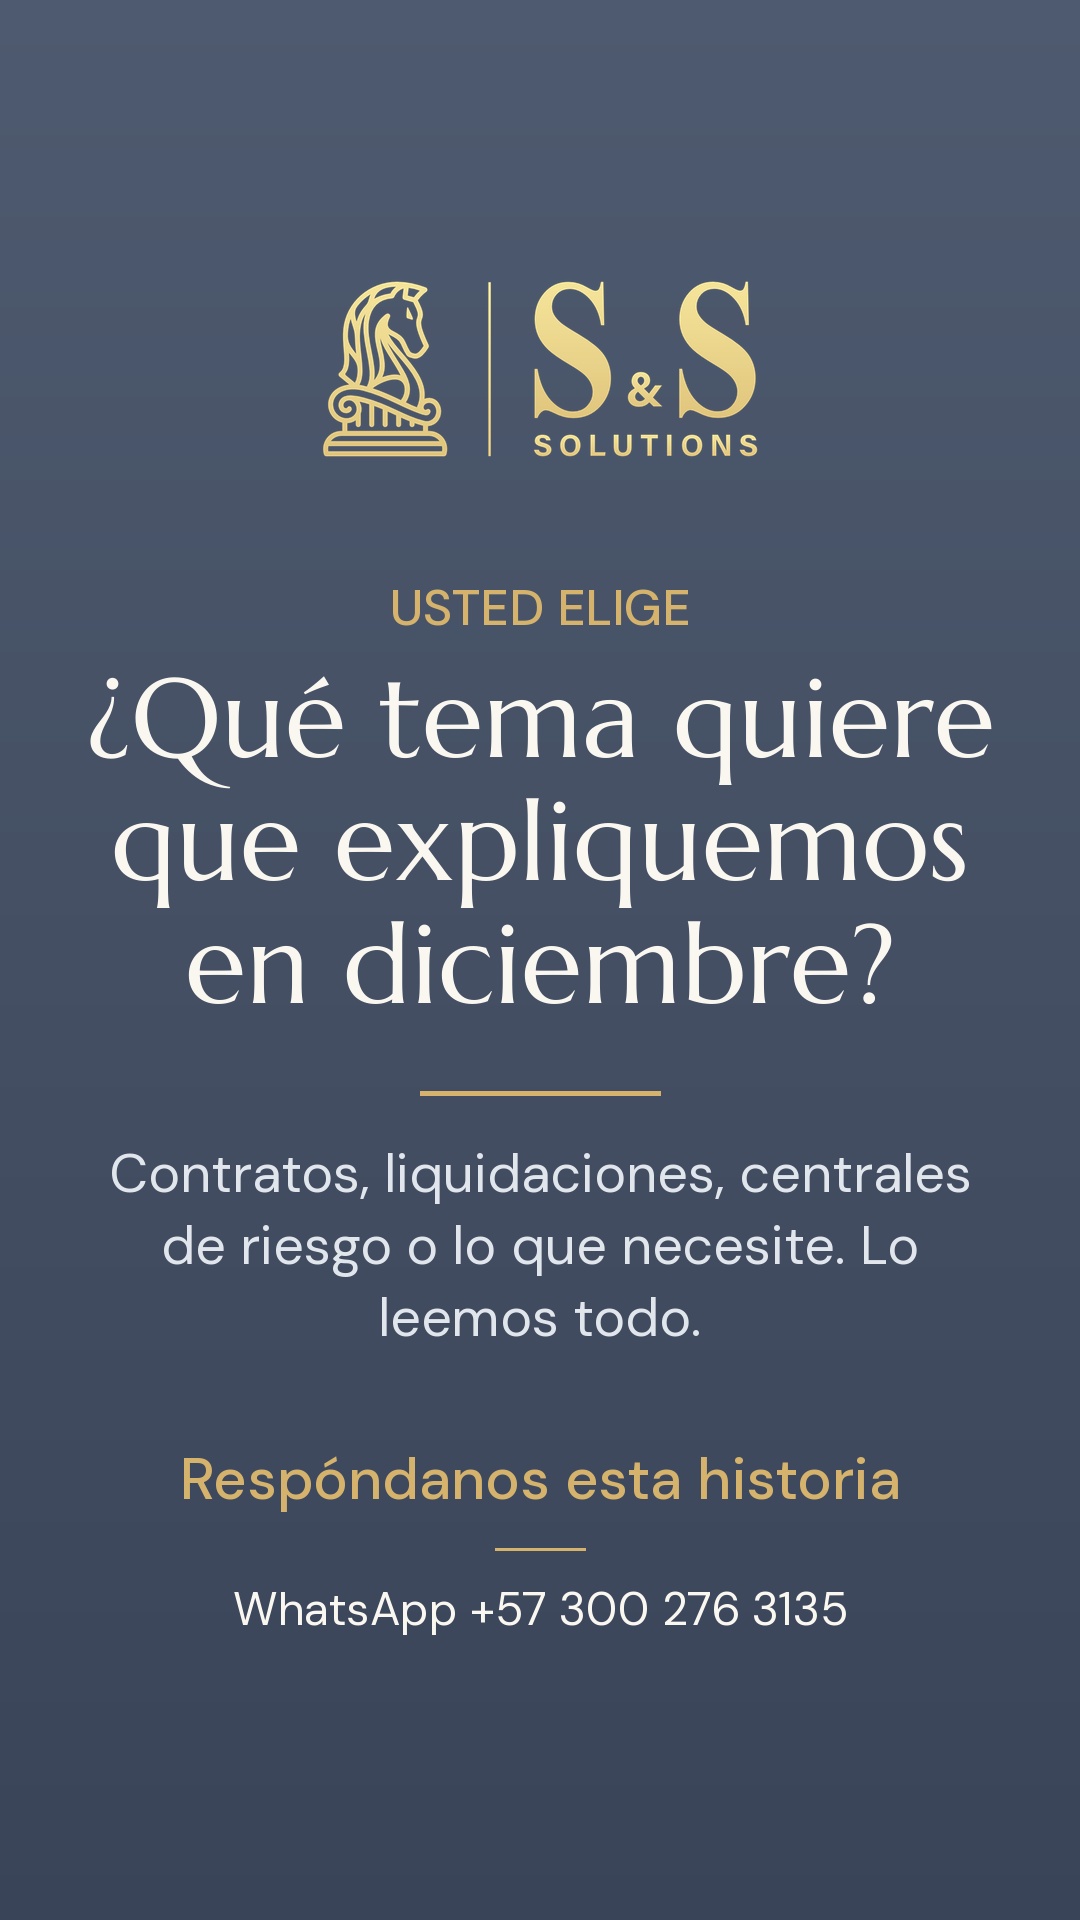 S&S
SOLUTIONS
USTED ELIGE
¿Qué tema quiere
que expliquemos
en diciembre?
Contratos, liquidaciones, centrales
de riesgo o lo que necesite. Lo
leemos todo.
Respóndanos esta historia
WhatsApp +57 300 276 3135